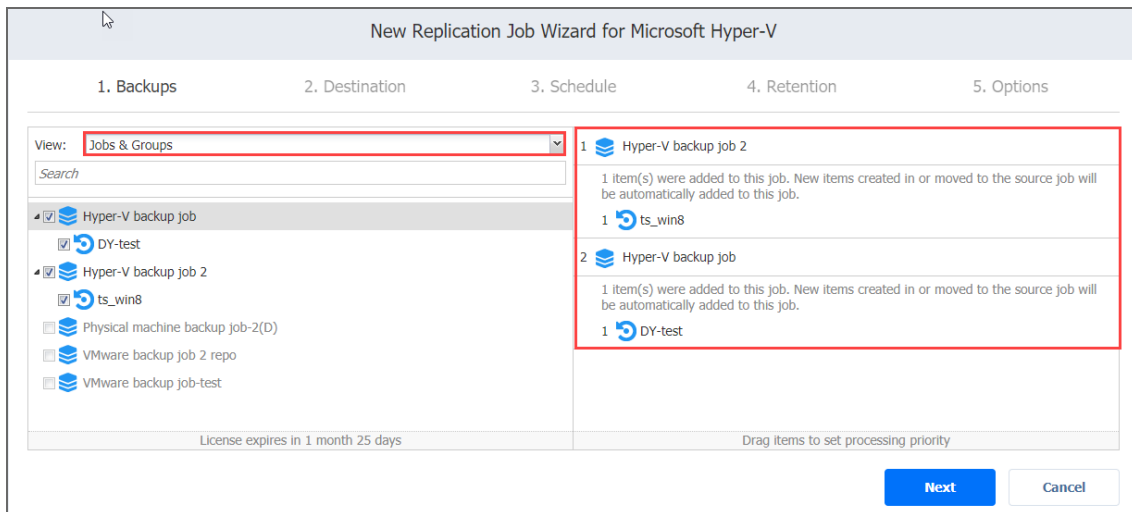 New Replication Job Wizard for Microsoft Hyper-V
1. Backups
2. Destination
3. Schedule
4. Retention
5. Options
View:
Jobs & Groups
Search
Hyper-V backup job
DY-test
Hyper-V backup job 2
ts_win8
Physical machine backup job-2(D)
VMware backup job 2 repo
VMware backup job-test
License expires in 1 month 25 days
1 Hyper-V backup job 2
1 item(s) were added to this job. New items created in or moved to the source job will
be automatically added to this job.
1 ts_win8
2 Hyper-V backup job
1 item(s) were added to this job. New items created in or moved to the source job will
be automatically added to this job.
1 DY-test
Drag items to set processing priority
Next
Cancel